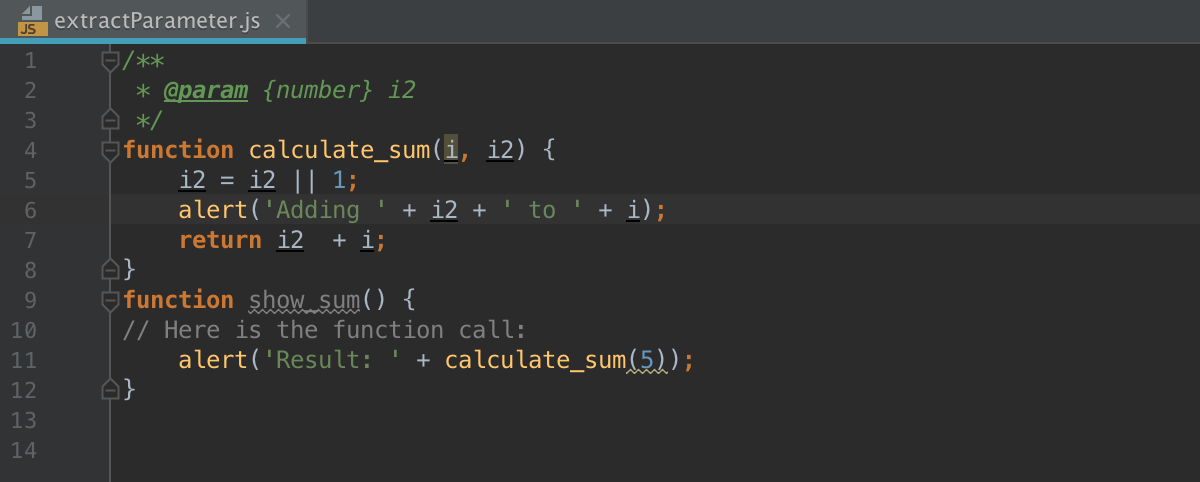 JS extractParameter.js ×
1 /**
2  * @param {number} i2
3  */
4 function calculate_sum(i, i2) {
5     i2 = i2 || 1;
6     alert('Adding ' + i2 + ' to ' + i);
7     return i2  + i;
8 }
9 function show_sum() {
10 // Here is the function call:
11     alert('Result: ' + calculate_sum(5));
12 }
13
14